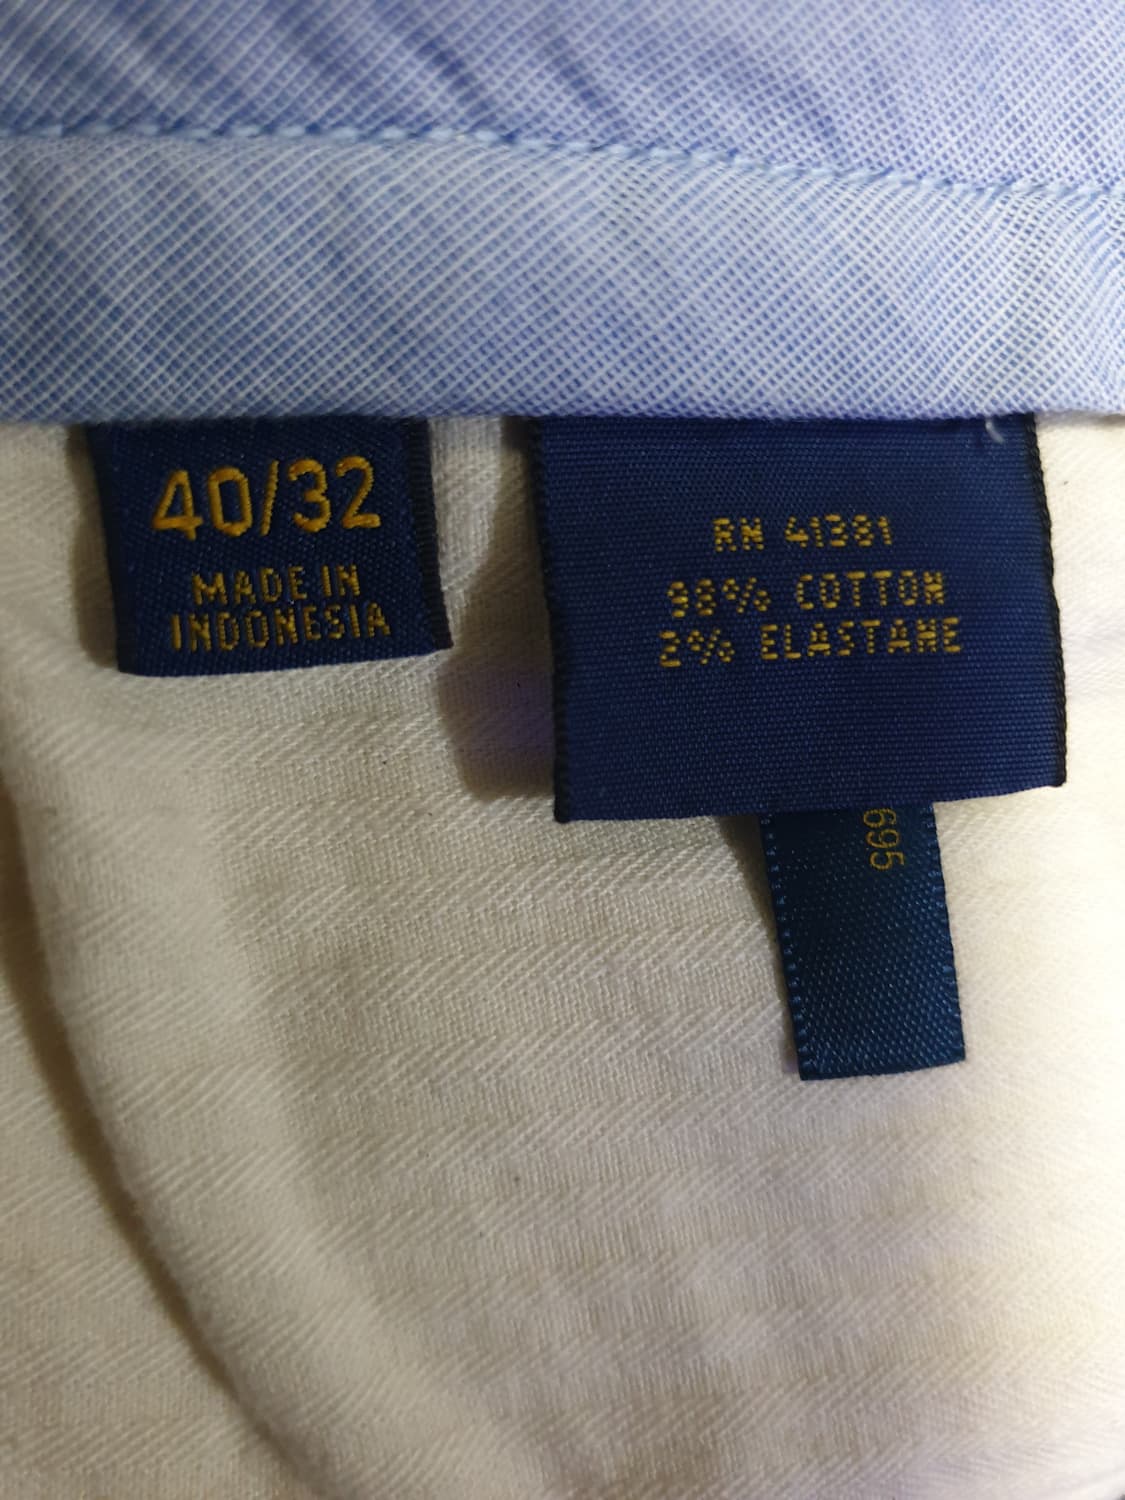 40/32
MADE IN
INDONESIA
RN 41381
98% COTTON
2% ELASTANE
695